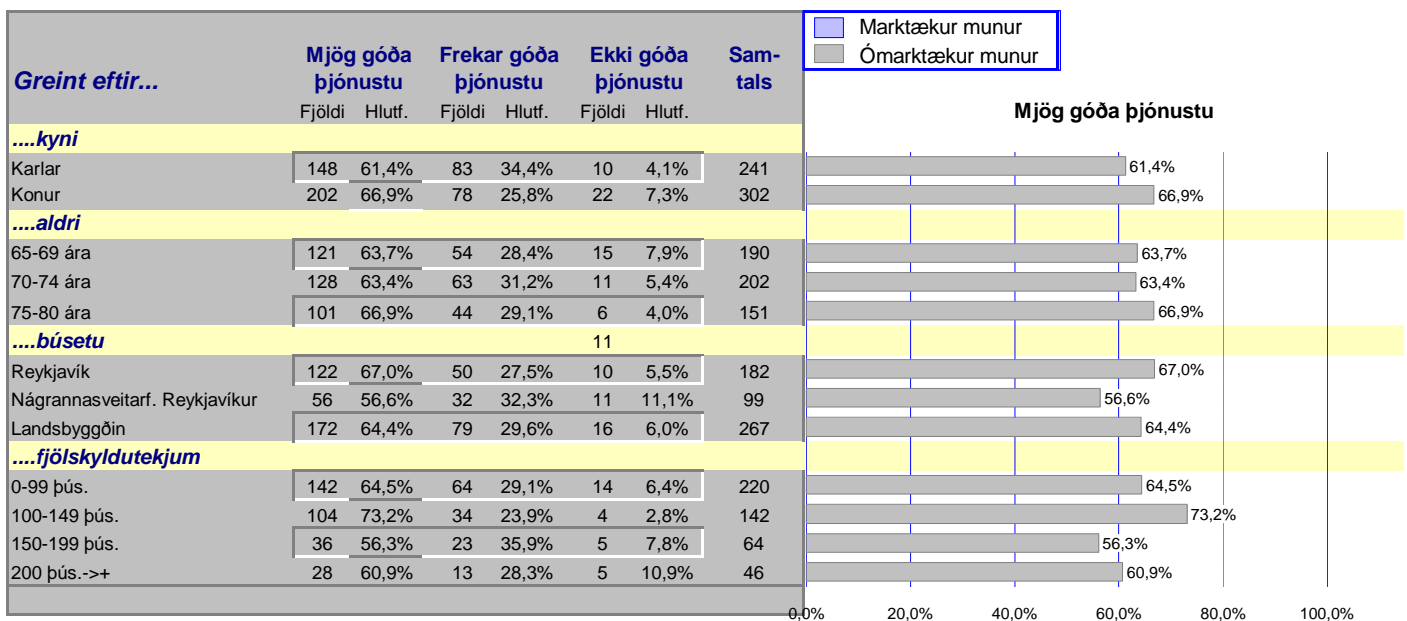 Marktækur munur
Ómarktækur munur
Greint eftir... Mjög góða þjónustu Frekar góða þjónustu Ekki góða þjónustu Sam-tals
Fjöldi Hlutf. Fjöldi Hlutf. Fjöldi Hlutf.
Mjög góða þjónustu
....kyni
Karlar 148 61,4% 83 34,4% 10 4,1% 241 61,4%
Konur 202 66,9% 78 25,8% 22 7,3% 302 66,9%
....aldri
65-69 ára 121 63,7% 54 28,4% 15 7,9% 190 63,7%
70-74 ára 128 63,4% 63 31,2% 11 5,4% 202 63,4%
75-80 ára 101 66,9% 44 29,1% 6 4,0% 151 66,9%
....búsetu 11
Reykjavík 122 67,0% 50 27,5% 10 5,5% 182 67,0%
Nágrannasveitarf. Reykjavíkur 56 56,6% 32 32,3% 11 11,1% 99 56,6%
Landsbyggðin 172 64,4% 79 29,6% 16 6,0% 267 64,4%
....fjölskyldutekjum
0-99 þús. 142 64,5% 64 29,1% 14 6,4% 220 64,5%
100-149 þús. 104 73,2% 34 23,9% 4 2,8% 142 73,2%
150-199 þús. 36 56,3% 23 35,9% 5 7,8% 64 56,3%
200 þús.->+ 28 60,9% 13 28,3% 5 10,9% 46 60,9%
0,0% 20,0% 40,0% 60,0% 80,0% 100,0%